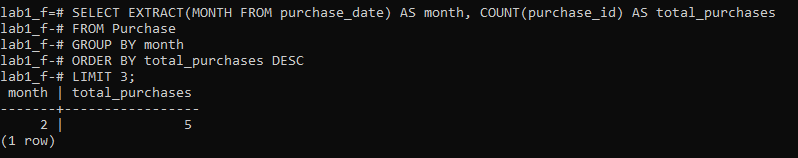 lab1_f=# SELECT EXTRACT(MONTH FROM purchase_date) AS month, COUNT(purchase_id) AS total_purchases
lab1_f-# FROM Purchase
lab1_f-# GROUP BY month
lab1_f-# ORDER BY total_purchases DESC
lab1_f-# LIMIT 3;
 month | total_purchases
-------+-----------------
     2 |               5
(1 row)